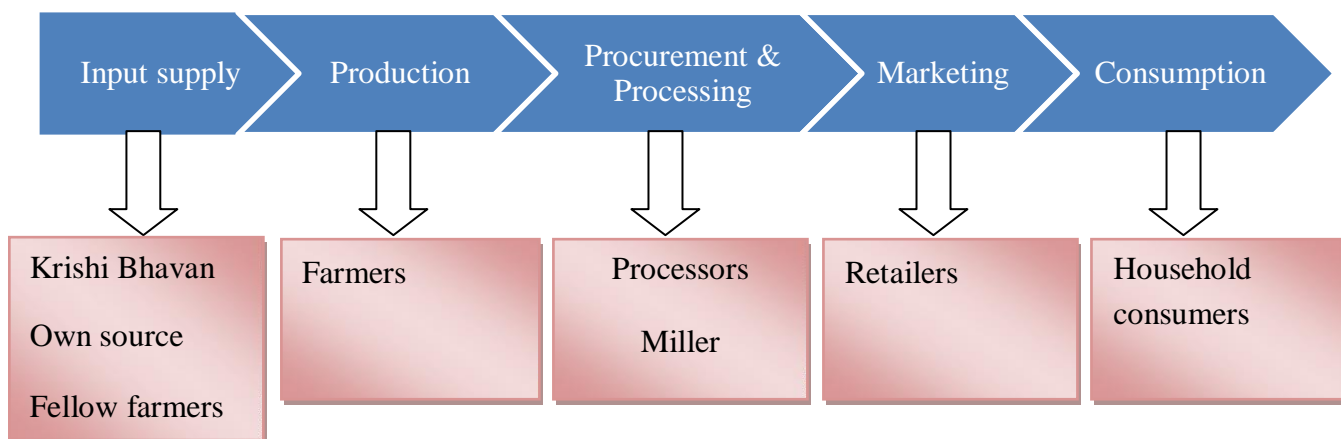 Input supply
Production
Procurement &
Processing
Marketing
Consumption
Krishi Bhavan
Own source
Fellow farmers
Farmers
Processors
Miller
Retailers
Household
consumers